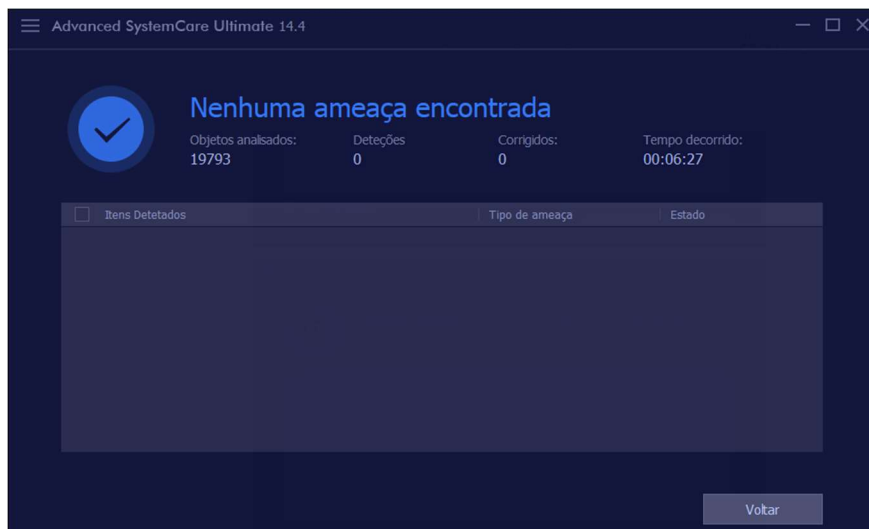 Advanced SystemCare Ultimate 14.4
Nenhuma ameaça encontrada
Objetos analisados: Deteções Corrigidos: Tempo decorrido:
19793 0 0 00:06:27
Itens Detetados Tipo de ameaça Estado
Voltar